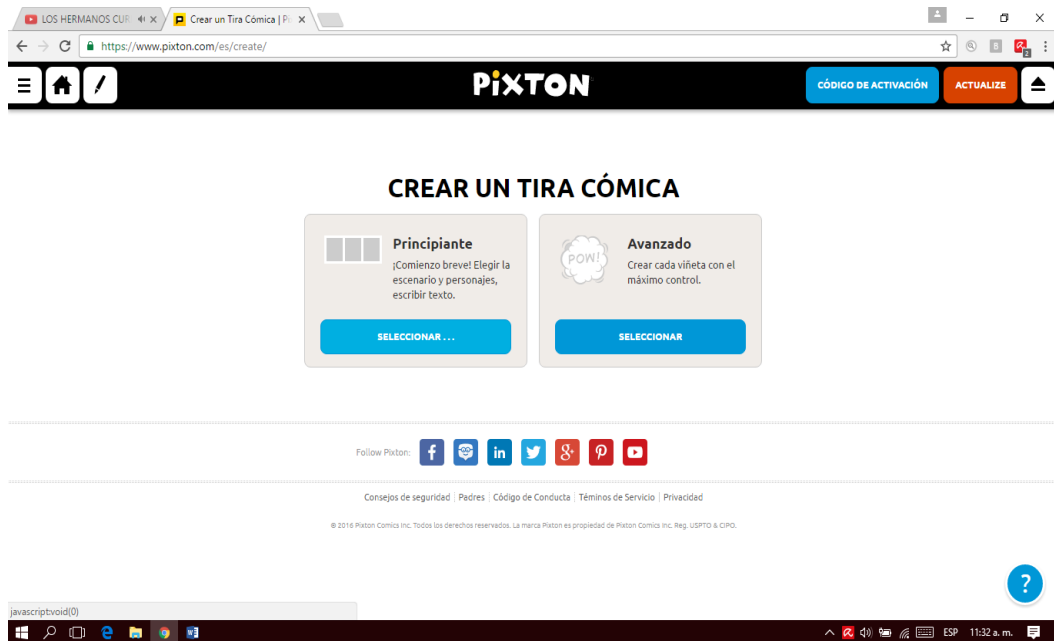 LOS HERMANOS CUR
Crear un Tira Cómica | Pi
https://www.pixton.com/es/create/
PiXTON
CÓDIGO DE ACTIVACIÓN
ACTUALIZE
CREAR UN TIRA CÓMICA
Principiante
¡Comienzo breve! Elegir la
escenario y personajes,
escribir texto.
SELECCIONAR . . .
POW!
Avanzado
Crear cada viñeta con el
máximo control.
SELECCIONAR
Follow Pixton:
Consejos de seguridad | Padres | Código de Conducta | Téminos de Servicio | Privacidad
© 2016 Pixton Comics Inc. Todos los derechos reservados. La marca Pixton es propiedad de Pixton Comics Inc. Reg. USPTO & CIPO.
?
javascript:void(0)
ESP 11:32 a. m.